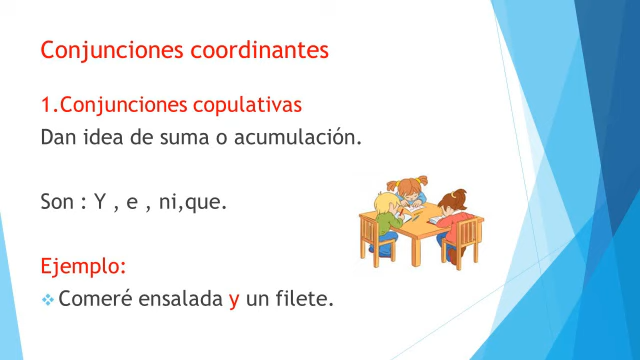 Conjunciones coordinantes
1.Conjunciones copulativas
Dan idea de suma o acumulación.
Son : Y , e , ni,que.
Ejemplo:
Comeré ensalada y un filete.